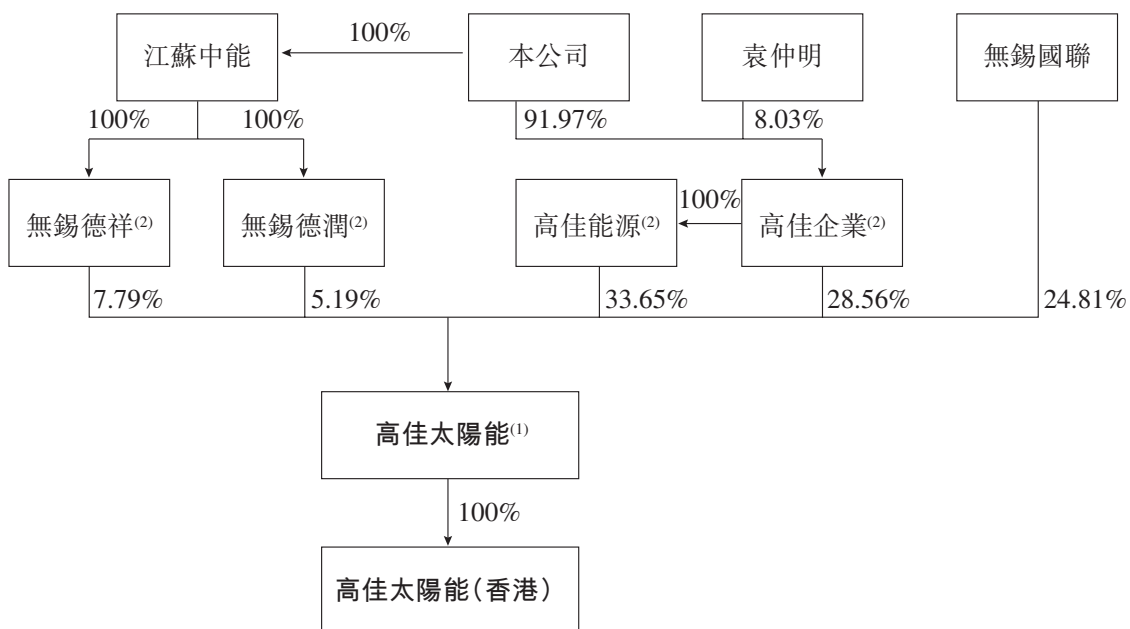 100%
江蘇中能
本公司
袁仲明
無錫國聯
100%
100%
91.97%
8.03%
無錫德祥(2)
無錫德潤(2)
高佳能源(2)
100%
高佳企業(2)
7.79%
5.19%
33.65%
28.56%
24.81%
高佳太陽能(1)
100%
高佳太陽能(香港)